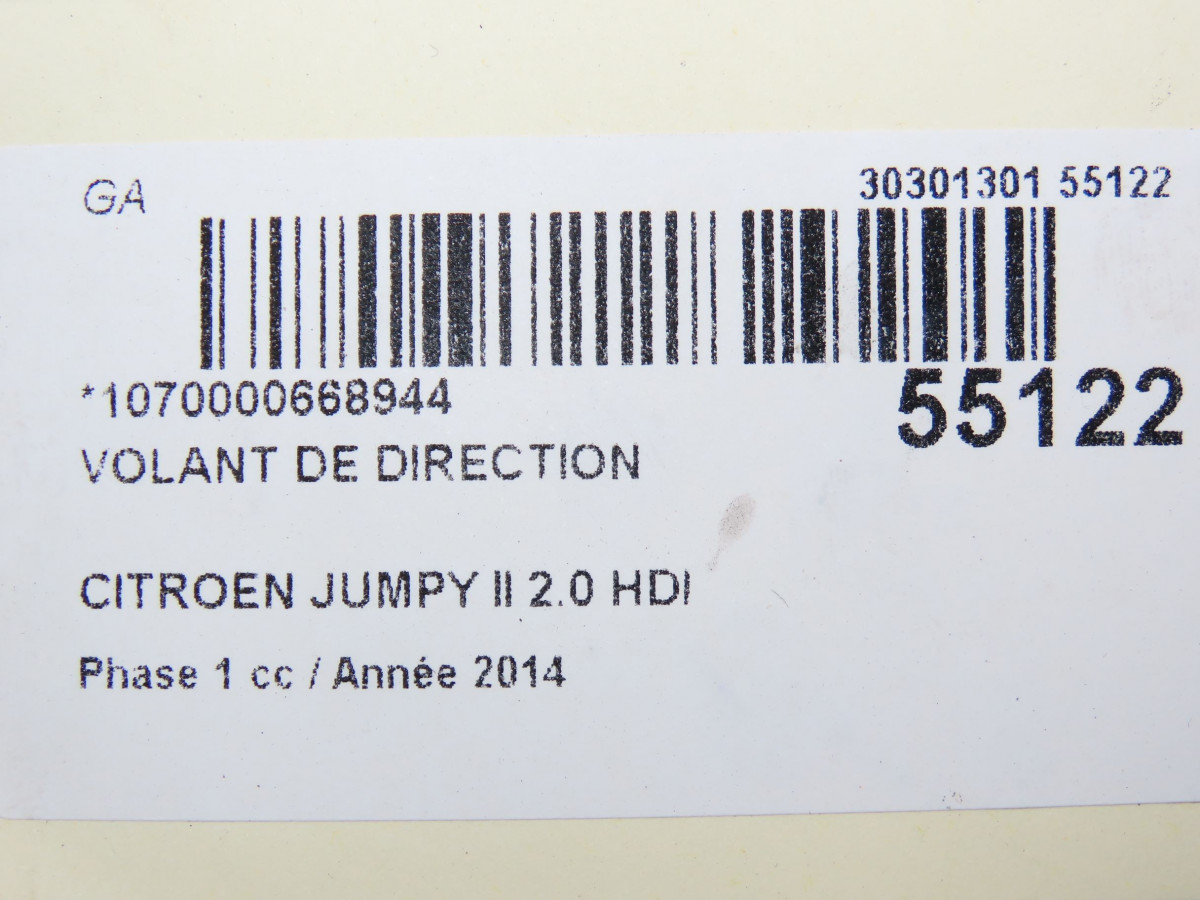 GA
30301301 55122
*1070000668944
55122
VOLANT DE DIRECTION
CITROEN JUMPY II 2.0 HDI
Phase 1 cc / Année 2014